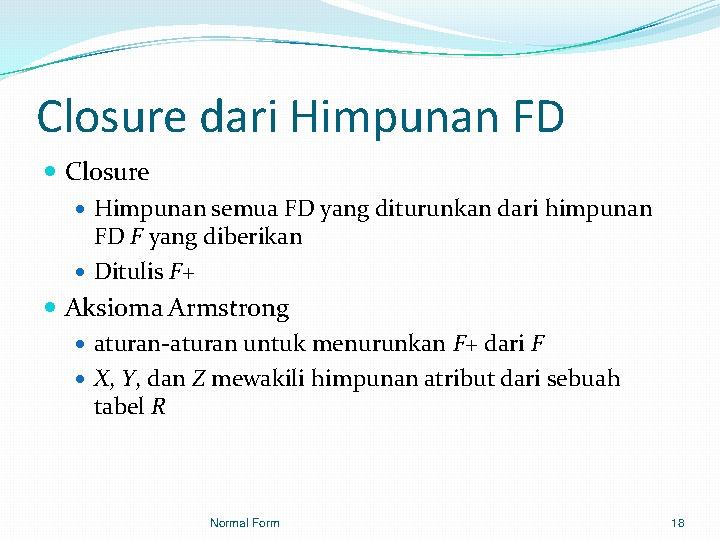 Closure dari Himpunan FD
• Closure
• Himpunan semua FD yang diturunkan dari himpunan
FD F yang diberikan
• Ditulis F+
• Aksioma Armstrong
• aturan-aturan untuk menurunkan F+ dari F
• X, Y, dan Z mewakili himpunan atribut dari sebuah
tabel R
Normal Form
18